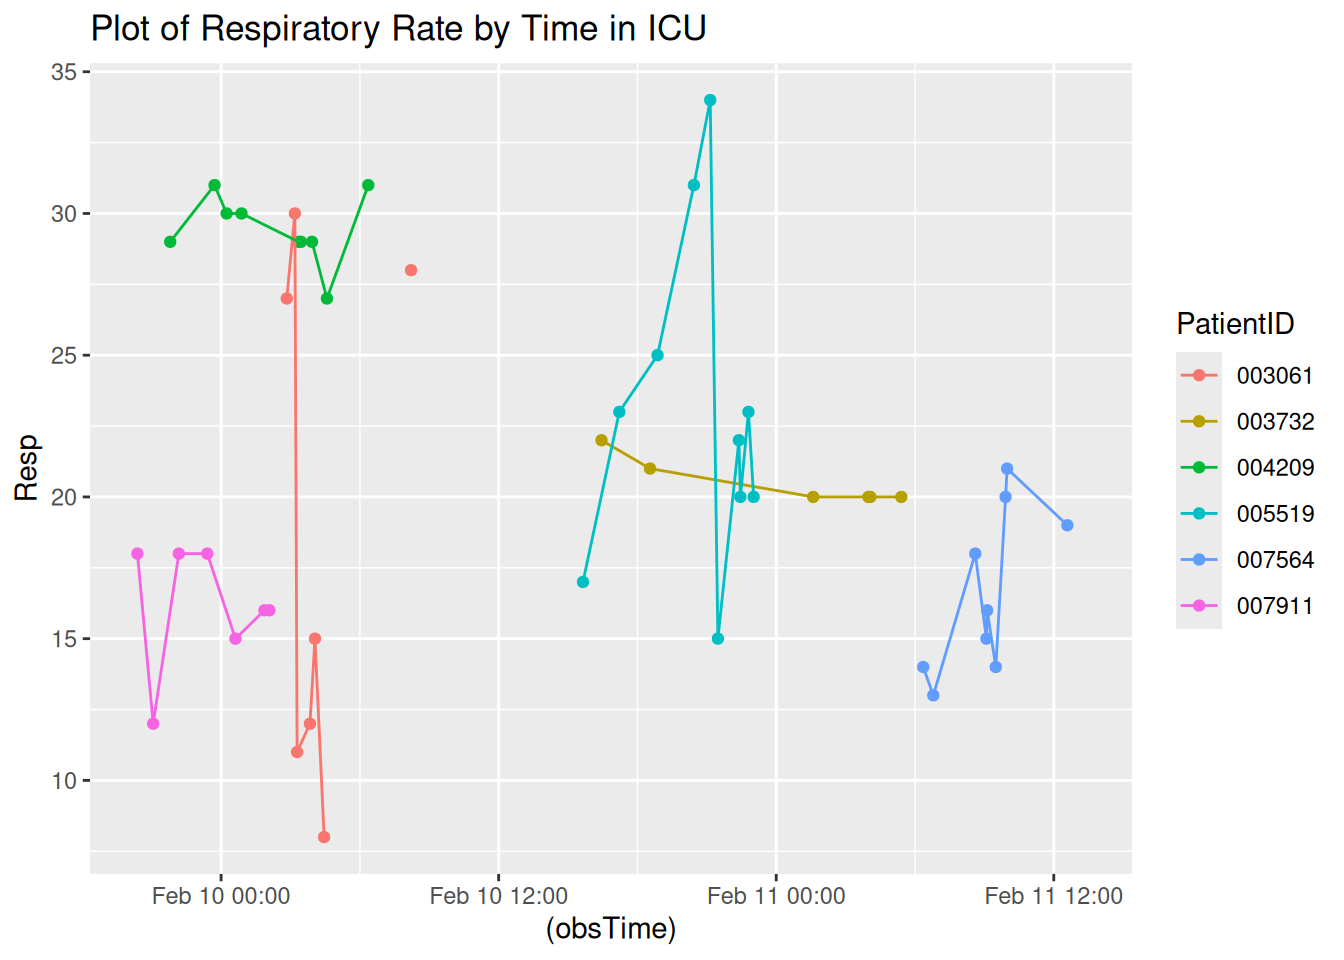 Plot of Respiratory Rate by Time in ICU
35
30
25
20
15
10
Resp
Feb 10 00:00
Feb 10 12:00
Feb 11 00:00
Feb 11 12:00
(obsTime)
PatientID
003061
003732
004209
005519
007564
007911